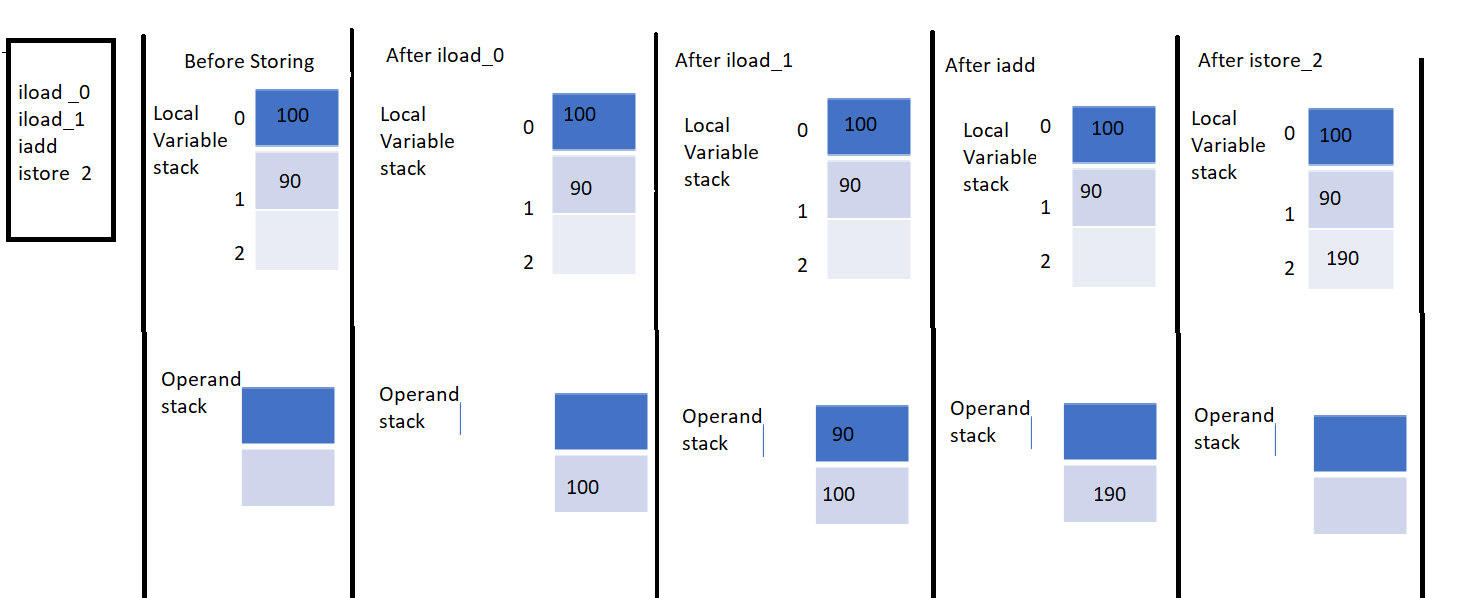 iload _0
iload_1
iadd
istore 2
Before Storing
Local
Variable
stack
0
100
1
90
2
Operand
stack
After iload_0
Local
Variable
stack
0
100
1
90
2
Operand
stack
100
After iload_1
Local
Variable
stack
0
100
1
90
2
Operand
stack
90
100
After iadd
Local
Variable
stack
0
100
1
90
2
Operand
stack
190
After istore_2
Local
Variable
stack
0
100
1
90
2
190
Operand
stack